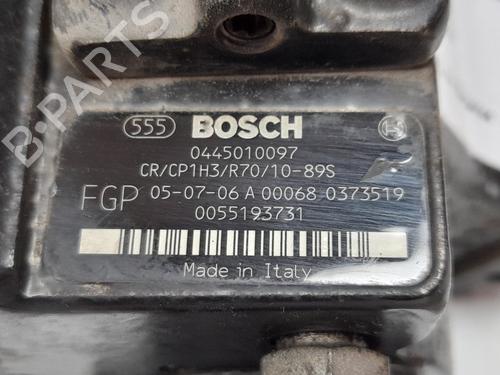 B-PARTS
555 BOSCH
0445010097
CR/CP1H3/R70/10-89S
FGP 05-07-06 A 00068 0373519
0055193731
Made in Italy